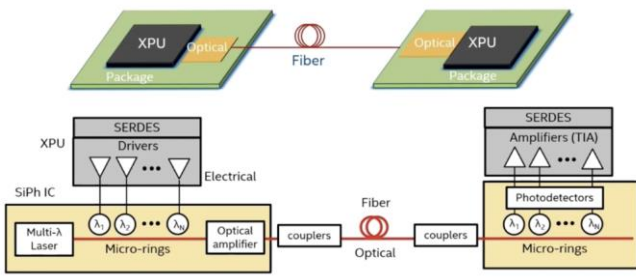 XPU
Optical
Package
Fiber
Optical
XPU
Package
SERDES
XPU
Drivers
Electrical
SiPh IC
Multi-λ
Laser
λ1
λ2
λN
Micro-rings
Optical
amplifier
couplers
Fiber
Optical
couplers
SERDES
Amplifiers (TIA)
Photodetectors
λ1
λ2
λN
Micro-rings